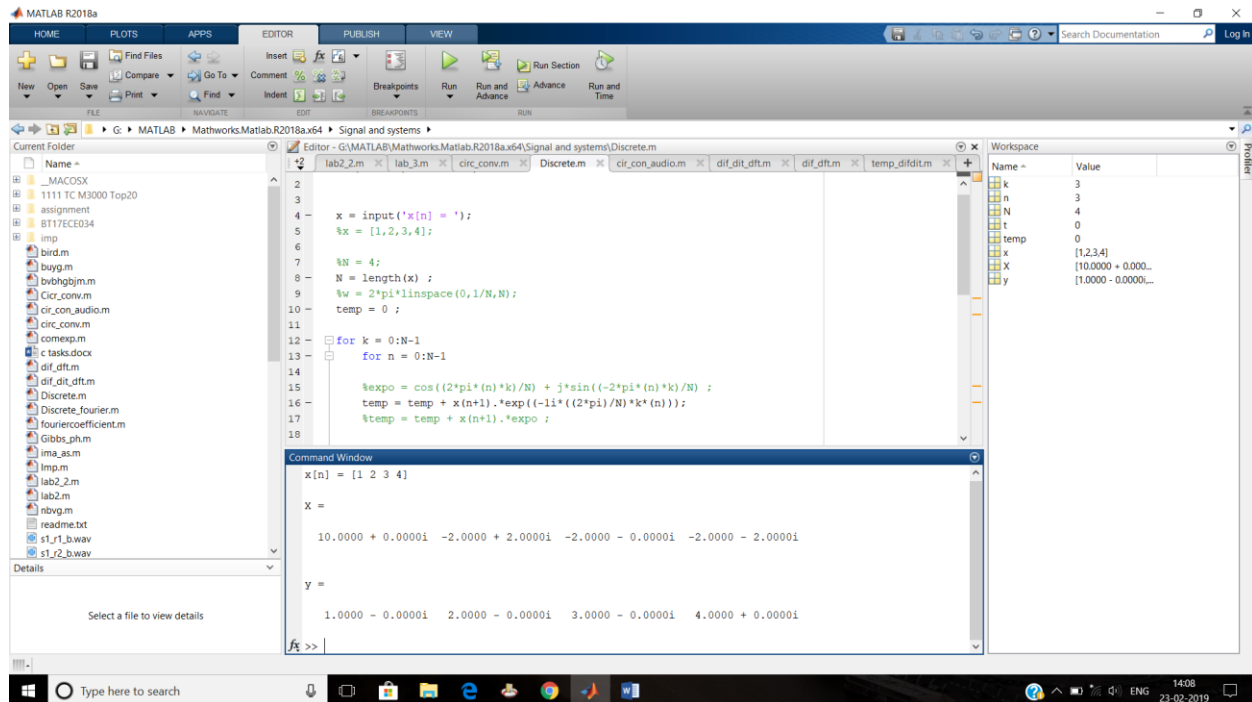 MATLAB R2018a
HOME PLOTS APPS EDITOR PUBLISH VIEW Search Documentation Log In
New Open Save Find Files Compare Print Go To Find Insert fx Comment % Indent Breakpoints Run Run and Advance Run Section Advance Run and Time
FILE NAVIGATE EDIT BREAKPOINTS RUN
G: MATLAB Mathworks.Matlab.R2018a.x64 Signal and systems
Current Folder
Name
_MACOSX
1111 TC M3000 Top20
assignment
BT17ECE034
imp
bird.m
buyg.m
bvbhgbjm.m
Cicr_conv.m
cir_con_audio.m
circ_conv.m
comexp.m
c tasks.docx
dif_dft.m
dif_dit_dft.m
Discrete.m
Discrete_fourier.m
fouriercoefficient.m
Gibbs_ph.m
ima_as.m
Imp.m
lab2_2.m
lab2.m
nbvg.m
readme.txt
s1_r1_b.wav
s1_r2_b.wav
Details
Select a file to view details
Editor - G:\MATLAB\Mathworks.Matlab.R2018a.x64\Signal and systems\Discrete.m
+2 lab2_2.m lab_3.m circ_conv.m Discrete.m cir_con_audio.m dif_dit_dft.m dif_dft.m temp_difdit.m +
2
3
4 - x = input('x[n] = ');
5 %x = [1,2,3,4];
6
7 %N = 4;
8 - N = length(x) ;
9 %w = 2*pi*linspace(0,1/N,N);
10 - temp = 0 ;
11
12 - for k = 0:N-1
13 - for n = 0:N-1
14
15 %expo = cos((2*pi*(n)*k)/N) + j*sin((-2*pi*(n)*k)/N) ;
16 - temp = temp + x(n+1).*exp((-1i*((2*pi)/N)*k*(n)));
17 %temp = temp + x(n+1).*expo ;
18
Command Window
x[n] = [1 2 3 4]
X =
10.0000 + 0.0000i -2.0000 + 2.0000i -2.0000 - 0.0000i -2.0000 - 2.0000i
y =
1.0000 - 0.0000i 2.0000 - 0.0000i 3.0000 - 0.0000i 4.0000 + 0.0000i
fx >>
Workspace
Name Value
k 3
n 3
N 4
t 0
temp 0
x [1,2,3,4]
X [10.0000 + 0.000...
y [1.0000 - 0.0000i,...
Profiler
Type here to search
ENG
14:08
23-02-2019